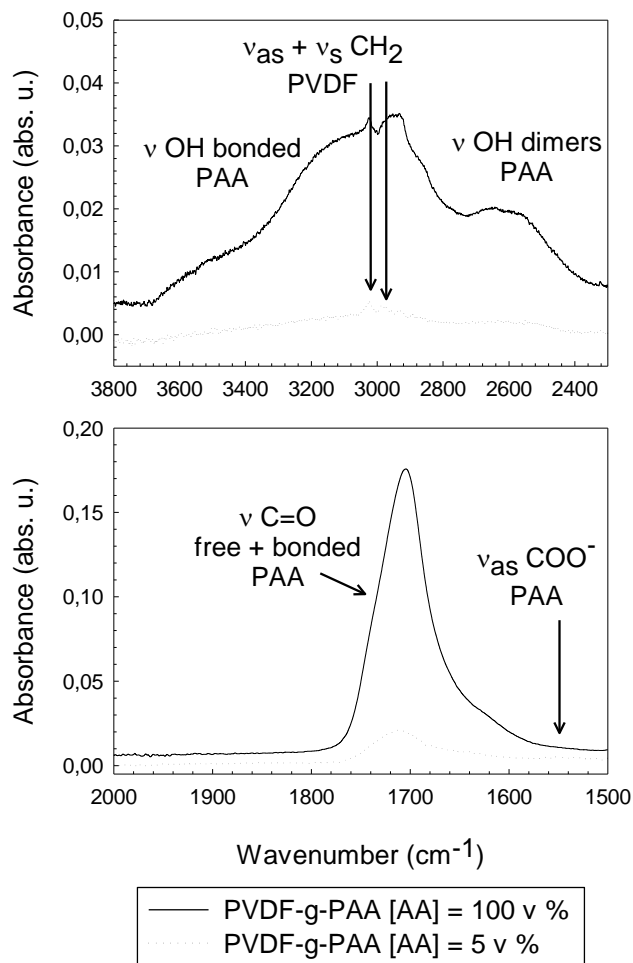 0,05
0,04
0,03
0,02
0,01
0,00
Absorbance (abs. u.)
νas + νs CH2
PVDF
ν OH bonded
PAA
ν OH dimers
PAA
3800 3600 3400 3200 3000 2800 2600 2400
0,20
0,15
0,10
0,05
0,00
Absorbance (abs. u.)
ν C=O
free + bonded
PAA
νas COO-
PAA
2000 1900 1800 1700 1600 1500
Wavenumber (cm-1)
PVDF-g-PAA [AA] = 100 v %
PVDF-g-PAA [AA] = 5 v %